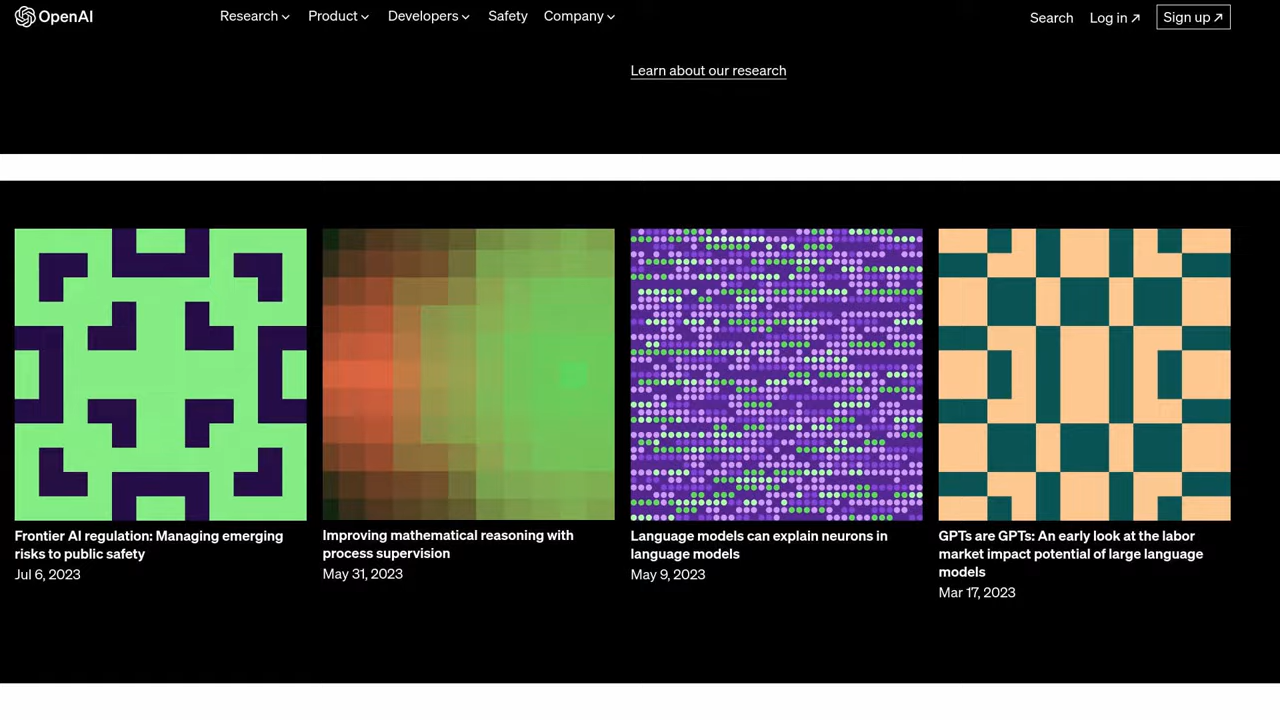 OpenAI
Research
Product
Developers
Safety
Company
Search
Log in ↗
Sign up ↗
Learn about our research
Frontier AI regulation: Managing emerging
risks to public safety
Jul 6, 2023
Improving mathematical reasoning with
process supervision
May 31, 2023
Language models can explain neurons in
language models
May 9, 2023
GPTs are GPTs: An early look at the labor
market impact potential of large language
models
Mar 17, 2023